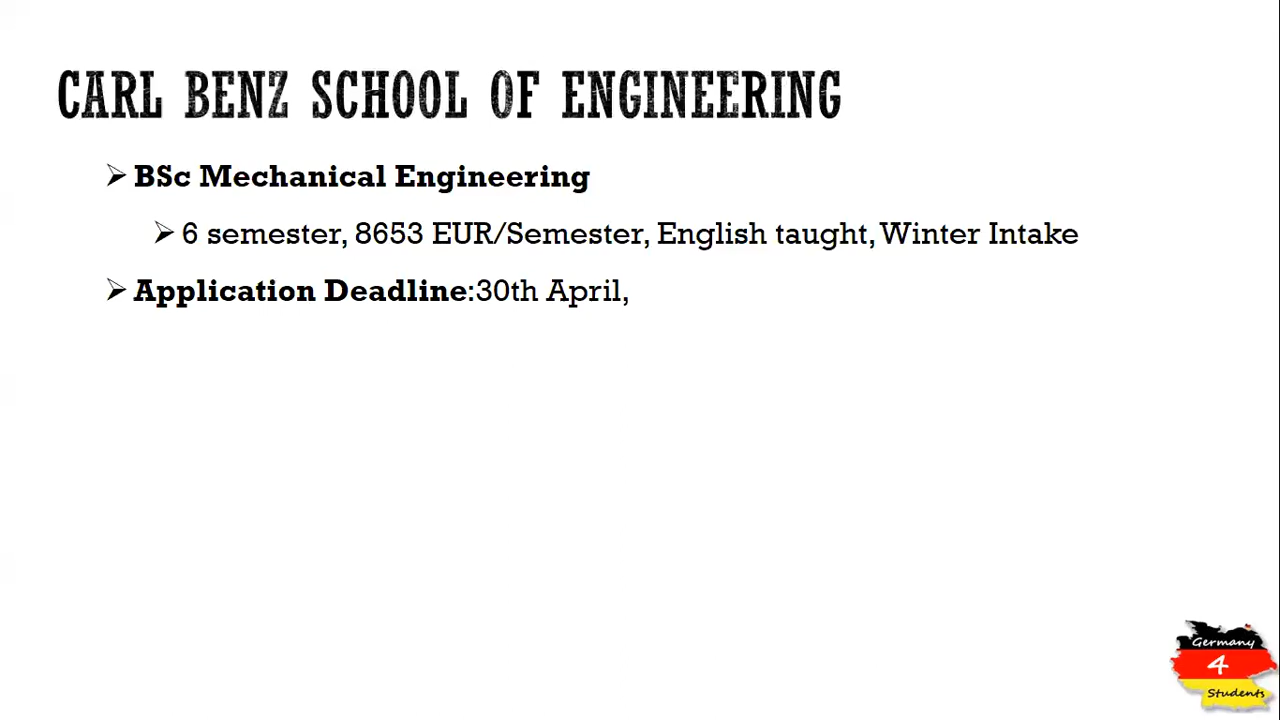 CARL BENZ SCHOOL OF ENGINEERING
BSc Mechanical Engineering
6 semester, 8653 EUR/Semester, English taught, Winter Intake
Application Deadline:30th April,
Germany
4
Students